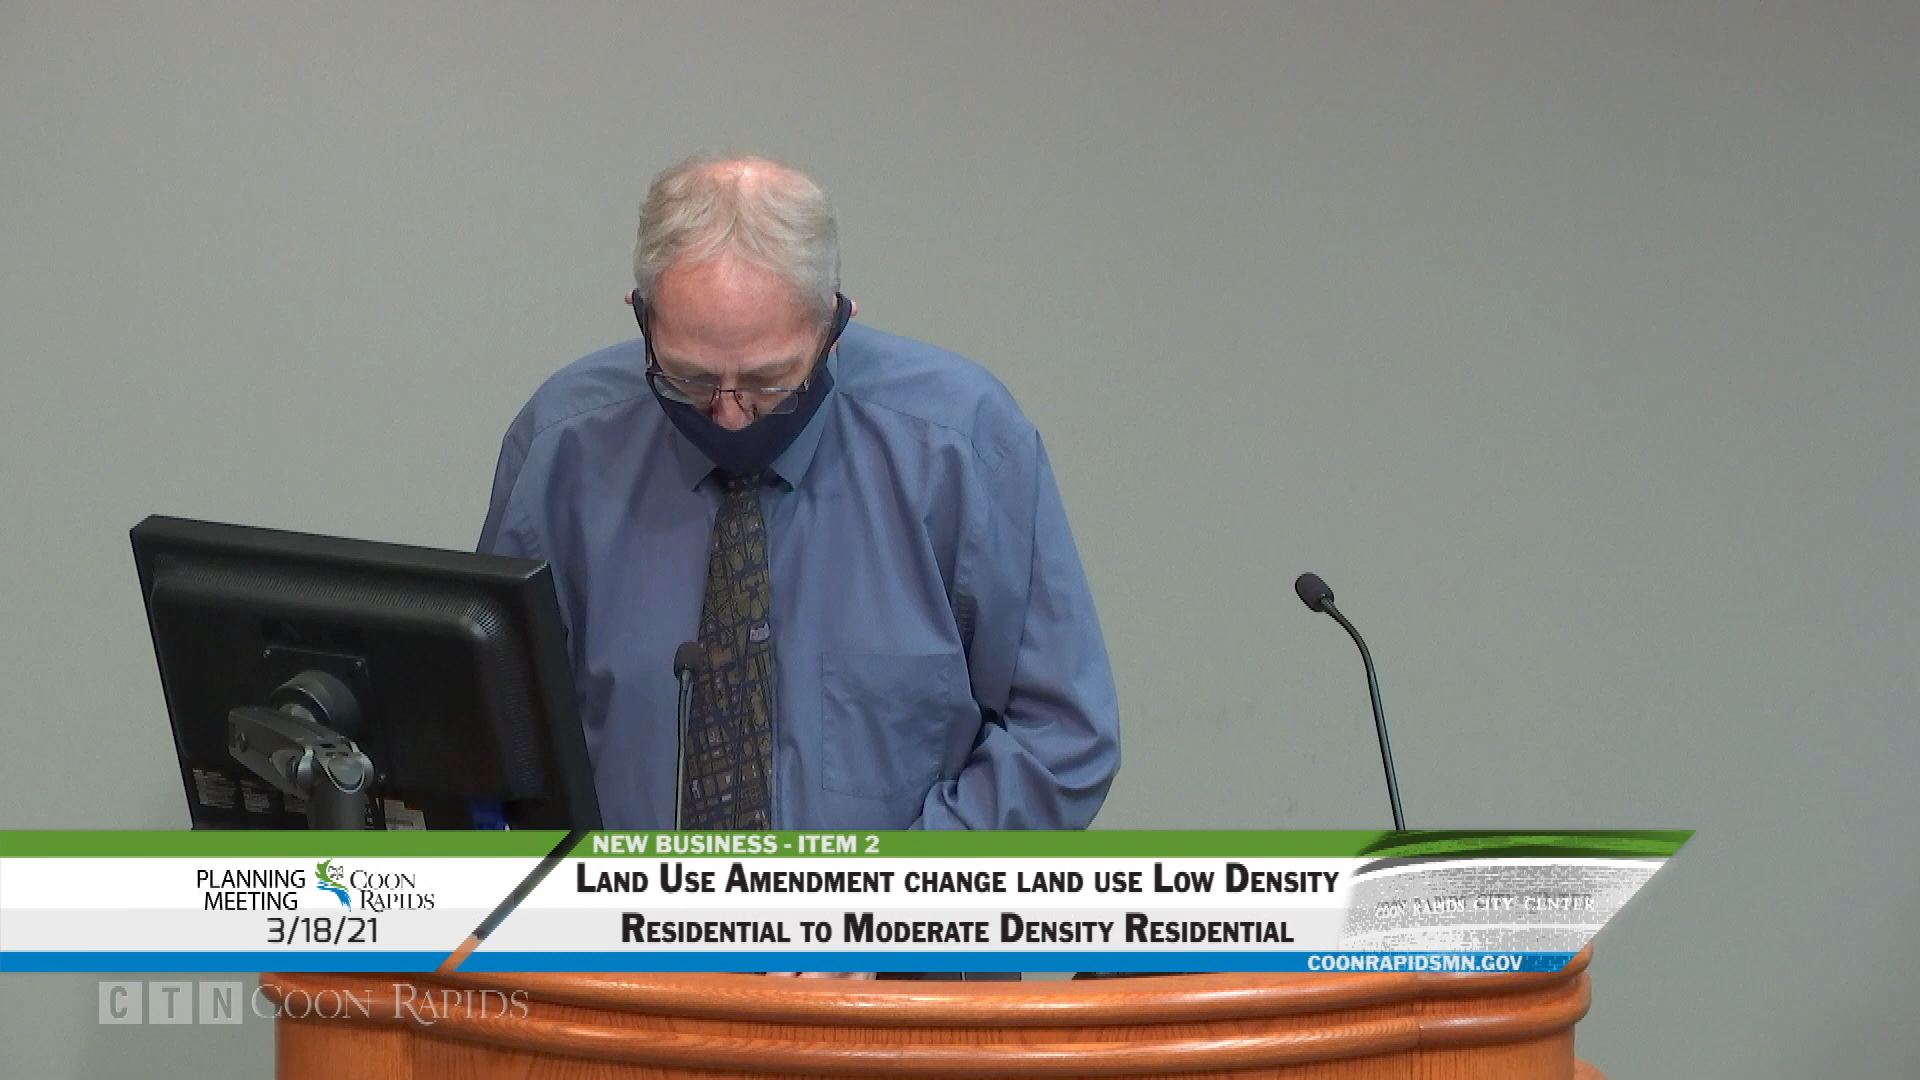 NEW BUSINESS - ITEM 2
LAND USE AMENDMENT CHANGE LAND USE LOW DENSITY
RESIDENTIAL TO MODERATE DENSITY RESIDENTIAL
PLANNING
MEETING
COON
RAPIDS
3/18/21
COON RAPIDS CITY CENTER
COONRAPIDSMN.GOV
CTN COON RAPIDS